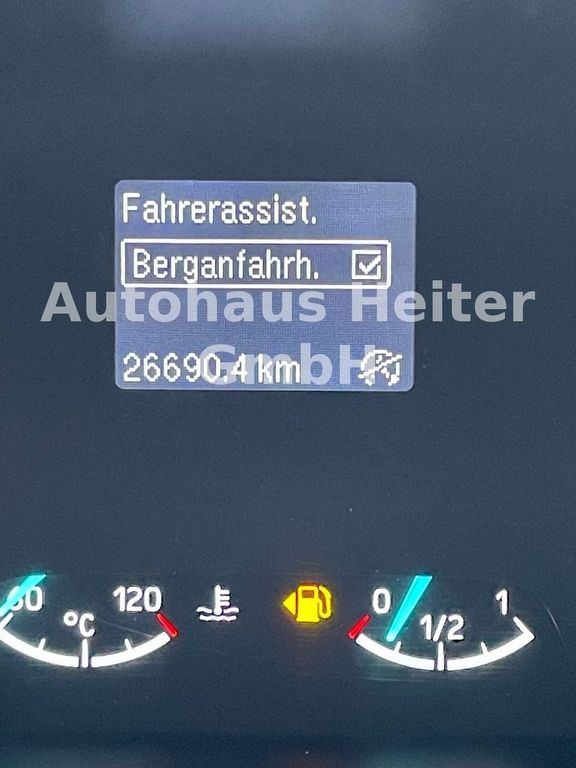 Fahrerassist.
Berganfahrh.
Autohaus Heiter
GmbH
26690.4 km
60 120 0 1
°C 1/2